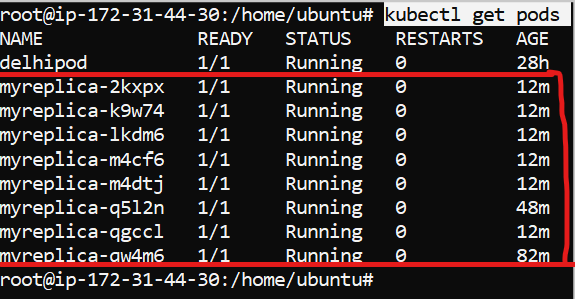 root@ip-172-31-44-30:/home/ubuntu# kubectl get pods
NAME READY STATUS RESTARTS AGE
delhipod 1/1 Running 0 28h
myreplica-2kxpx 1/1 Running 0 12m
myreplica-k9w74 1/1 Running 0 12m
myreplica-lkdm6 1/1 Running 0 12m
myreplica-m4cf6 1/1 Running 0 12m
myreplica-m4dtj 1/1 Running 0 12m
myreplica-q5l2n 1/1 Running 0 48m
myreplica-qgccl 1/1 Running 0 12m
myreplica-qw4m6 1/1 Running 0 82m
root@ip-172-31-44-30:/home/ubuntu#